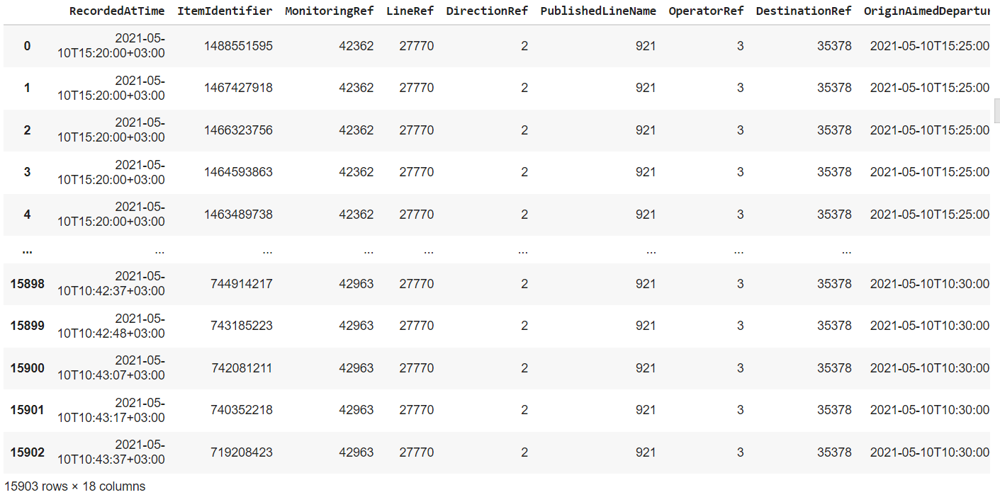 RecordedAtTime ItemIdentifier MonitoringRef LineRef DirectionRef PublishedLineName OperatorRef DestinationRef OriginAimedDepartur
0 2021-05-10T15:20:00+03:00 1488551595 42362 27770 2 921 3 35378 2021-05-10T15:25:00
1 2021-05-10T15:20:00+03:00 1467427918 42362 27770 2 921 3 35378 2021-05-10T15:25:00
2 2021-05-10T15:20:00+03:00 1466323756 42362 27770 2 921 3 35378 2021-05-10T15:25:00
3 2021-05-10T15:20:00+03:00 1464593863 42362 27770 2 921 3 35378 2021-05-10T15:25:00
4 2021-05-10T15:20:00+03:00 1463489738 42362 27770 2 921 3 35378 2021-05-10T15:25:00
... ... ... ... ... ... ... ... ...
15898 2021-05-10T10:42:37+03:00 744914217 42963 27770 2 921 3 35378 2021-05-10T10:30:00
15899 2021-05-10T10:42:48+03:00 743185223 42963 27770 2 921 3 35378 2021-05-10T10:30:00
15900 2021-05-10T10:43:07+03:00 742081211 42963 27770 2 921 3 35378 2021-05-10T10:30:00
15901 2021-05-10T10:43:17+03:00 740352218 42963 27770 2 921 3 35378 2021-05-10T10:30:00
15902 2021-05-10T10:43:37+03:00 719208423 42963 27770 2 921 3 35378 2021-05-10T10:30:00
15903 rows × 18 columns